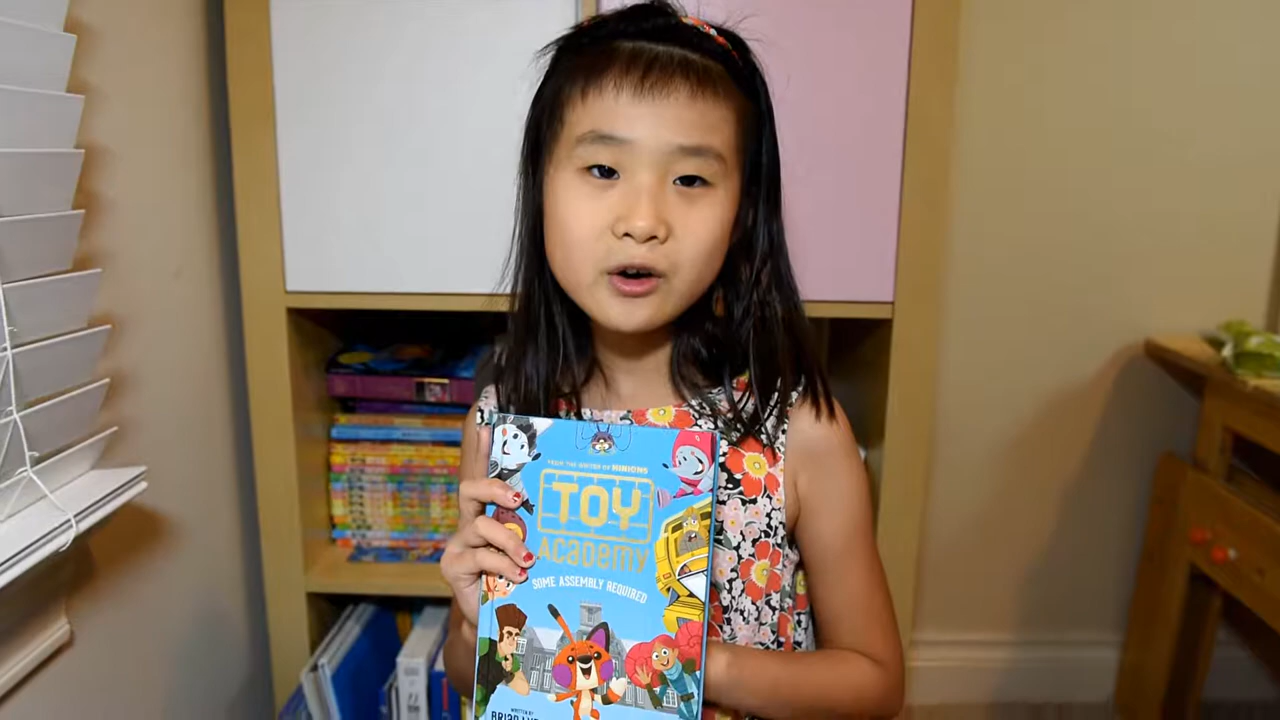 FROM THE WRITER OF MINIONS
TOY
ACADEMY
SOME ASSEMBLY REQUIRED
WRITTEN BY